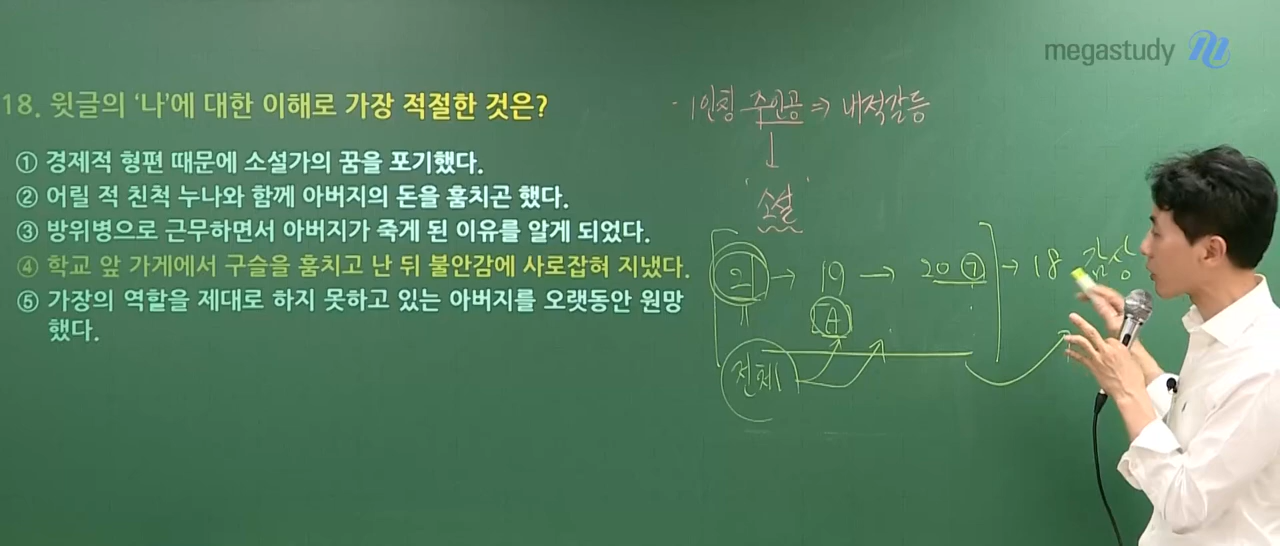 megastudy
18. 윗글의 ‘나’에 대한 이해로 가장 적절한 것은?
① 경제적 형편 때문에 소설가의 꿈을 포기했다.
② 어릴 적 친척 누나와 함께 아버지의 돈을 훔치곤 했다.
③ 방위병으로 근무하면서 아버지가 죽게 된 이유를 알게 되었다.
④ 학교 앞 가게에서 구슬을 훔치고 난 뒤 불안감에 사로잡혀 지냈다.
⑤ 가장의 역할을 제대로 하지 못하고 있는 아버지를 오랫동안 원망
했다.
1인칭 주인공 ⇒ 내적갈등
↓
'소설'
21 → 19 → 20 ㉠ → 18 감상
A
전체